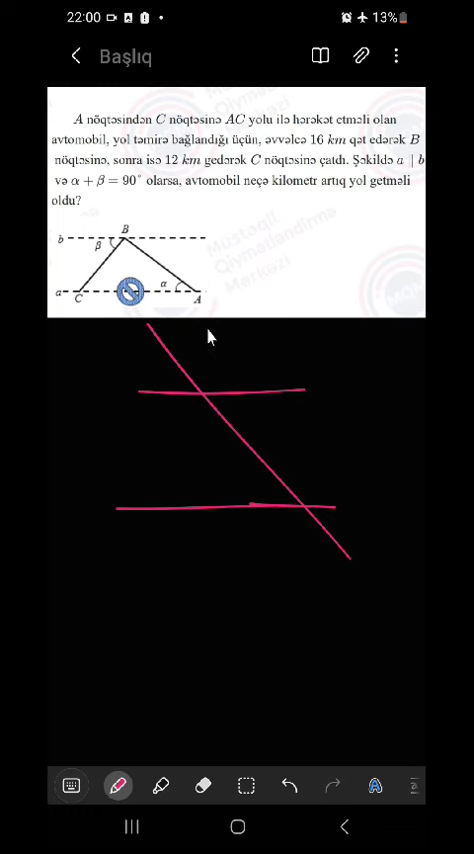 22:00
13%
Başlıq
A nöqtəsindən C nöqtəsinə AC yolu ilə hərəkət etməli olan
avtomobil, yol təmirə bağlandığı üçün, əvvəlcə 16 km qət edərək B
nöqtəsinə, sonra isə 12 km gedərək C nöqtəsinə çatdı. Şəkildə a ∥ b
və α + β = 90° olarsa, avtomobil neçə kilometr artıq yol getməli
oldu?
B
b
β
α
a
C
A
Müstəqil
Qiymətləndirmə
Mərkəzi
A